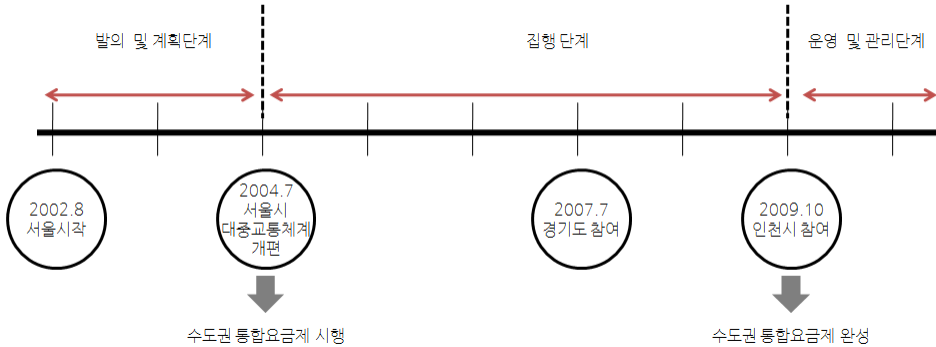 발의 및 계획단계
집행 단계
운영 및 관리단계
2002.8
서울시작
2004.7
서울시
대중교통체계
개편
2007.7
경기도 참여
2009.10
인천시 참여
수도권 통합요금제 시행
수도권 통합요금제 완성